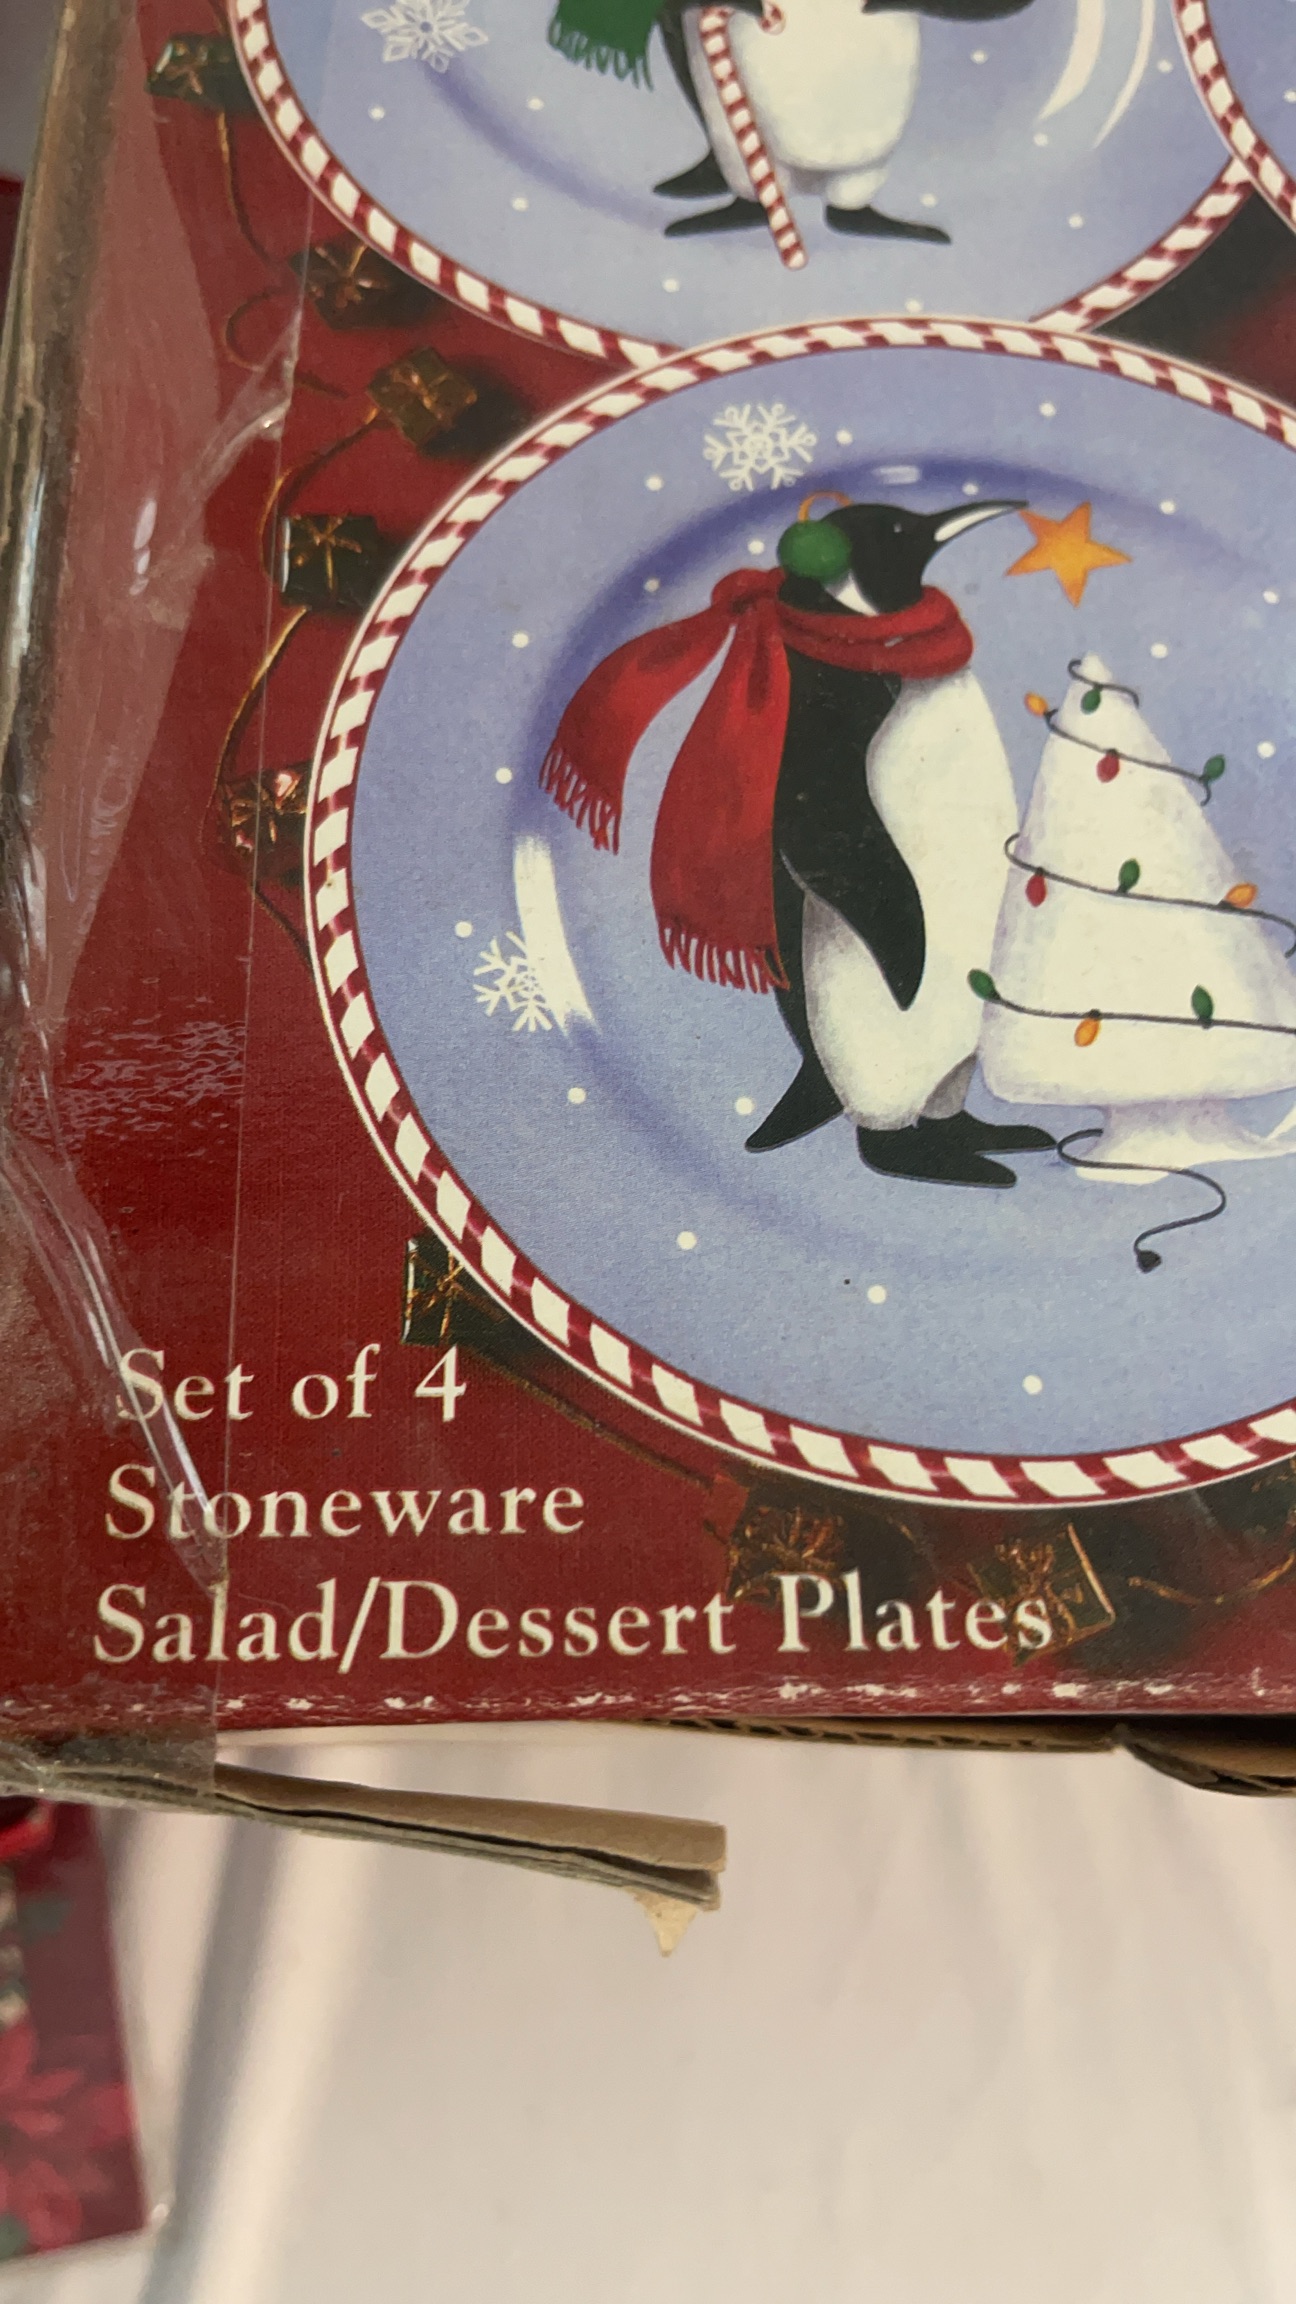 Set of 4
Stoneware
Salad/Dessert Plates